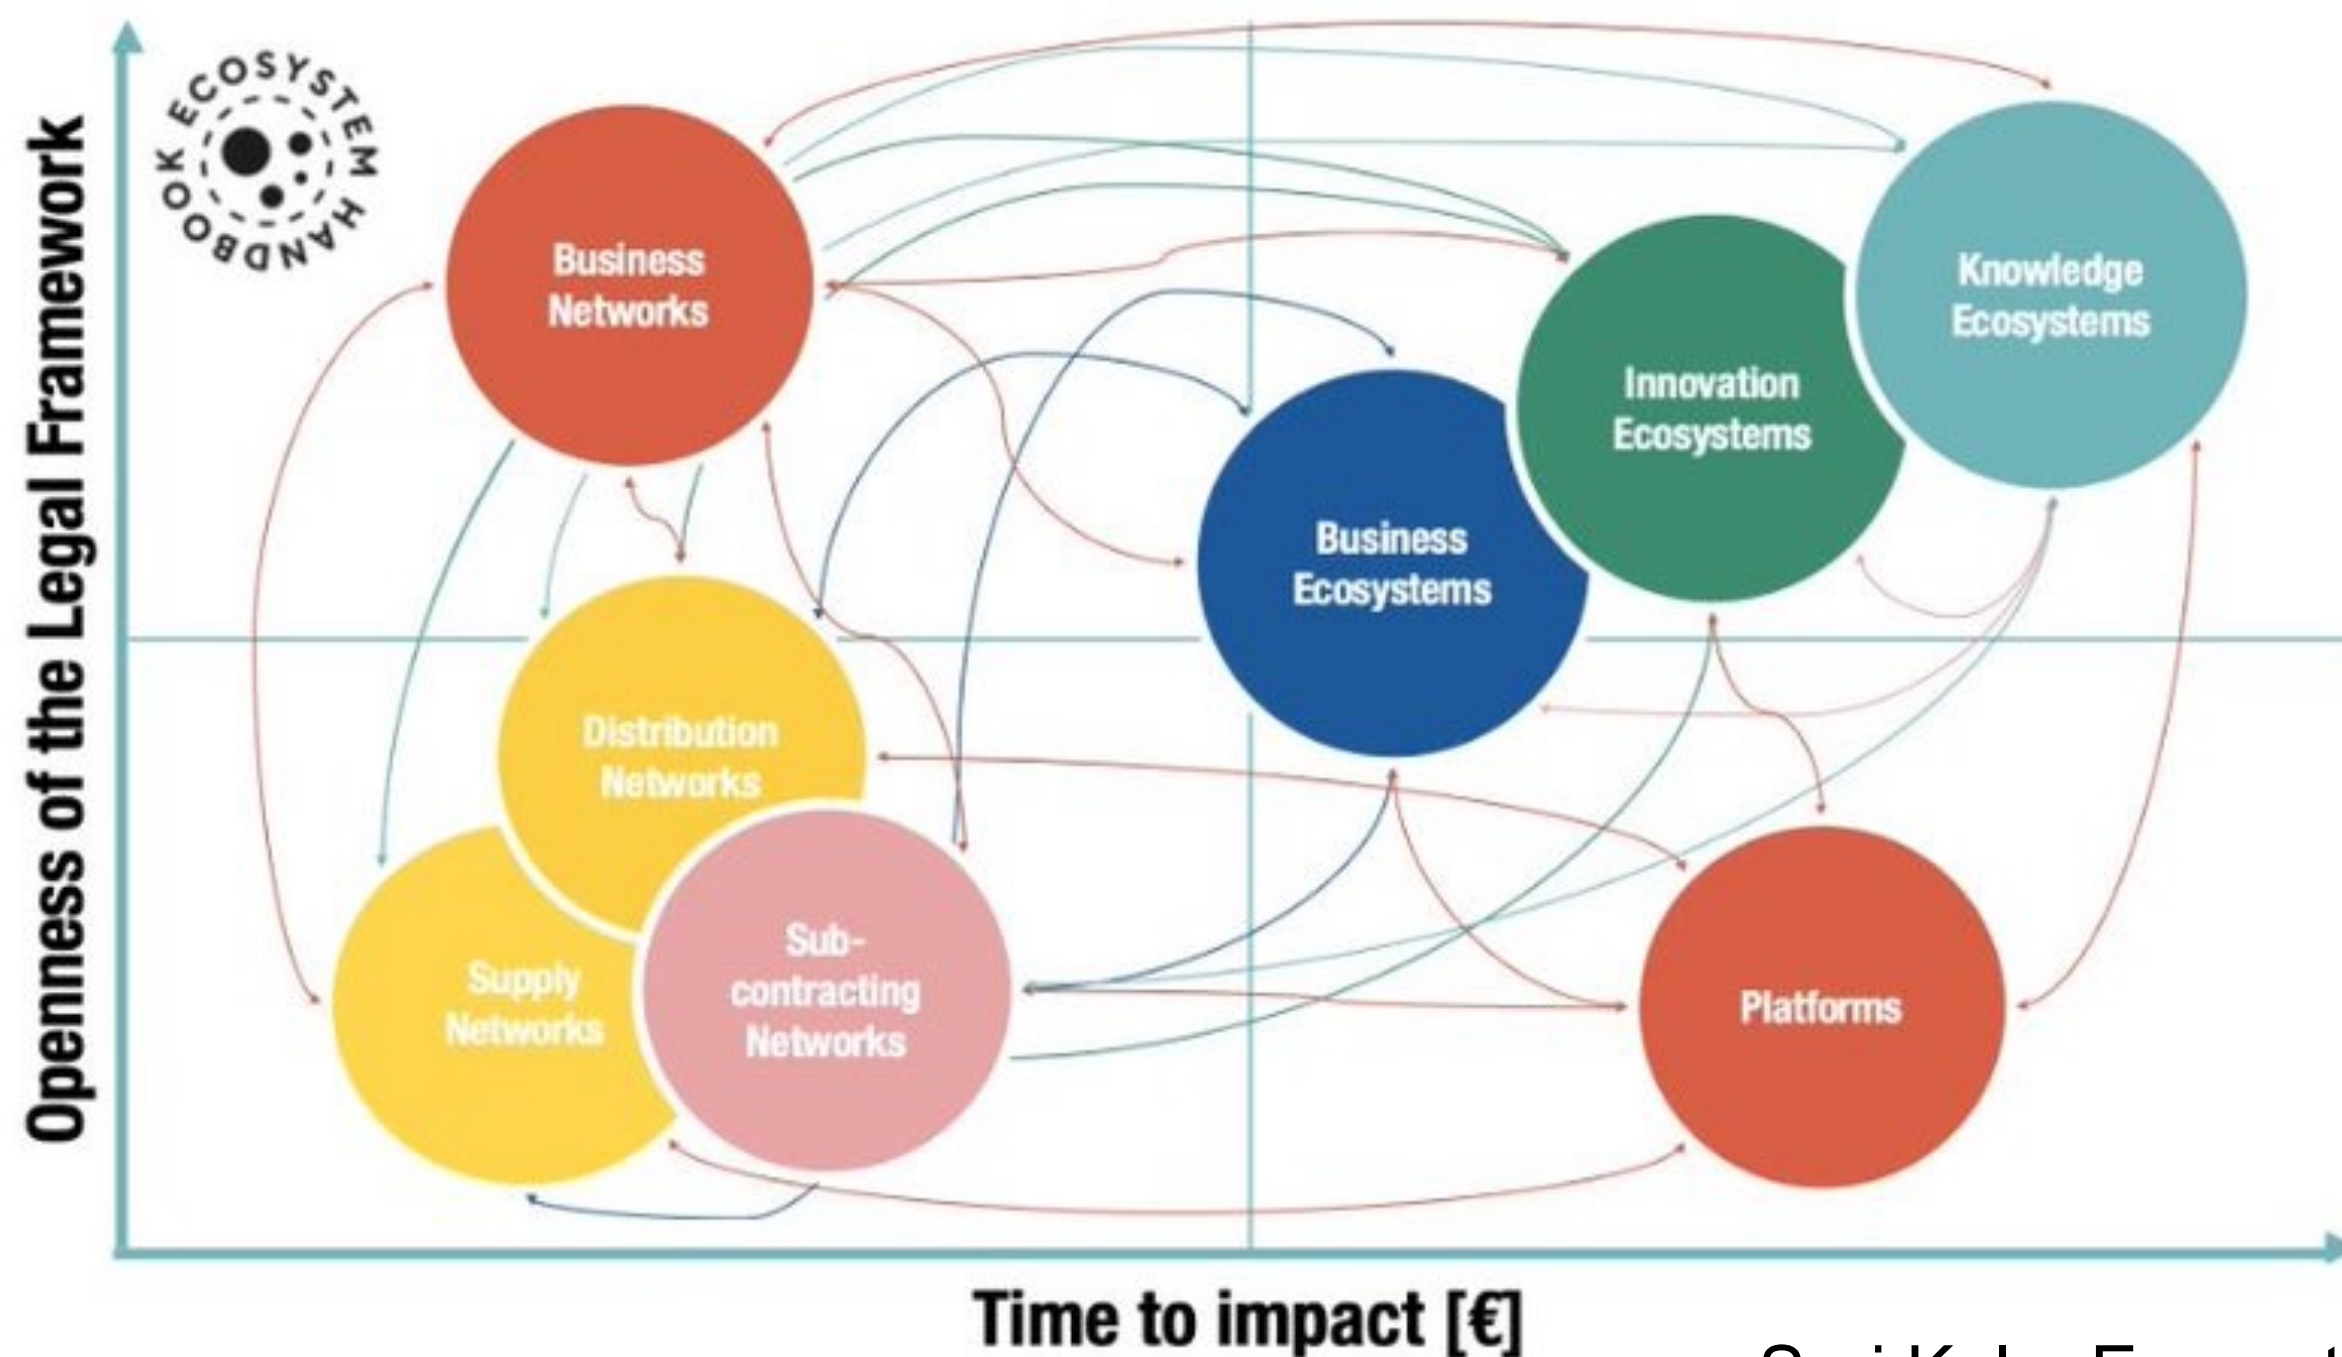 ECOSYSTEM HANDBOOK
Openness of the Legal Framework
Business
Networks
Knowledge
Ecosystems
Innovation
Ecosystems
Business
Ecosystems
Distribution
Networks
Sub-
contracting
Networks
Supply
Networks
Platforms
Time to impact [€]